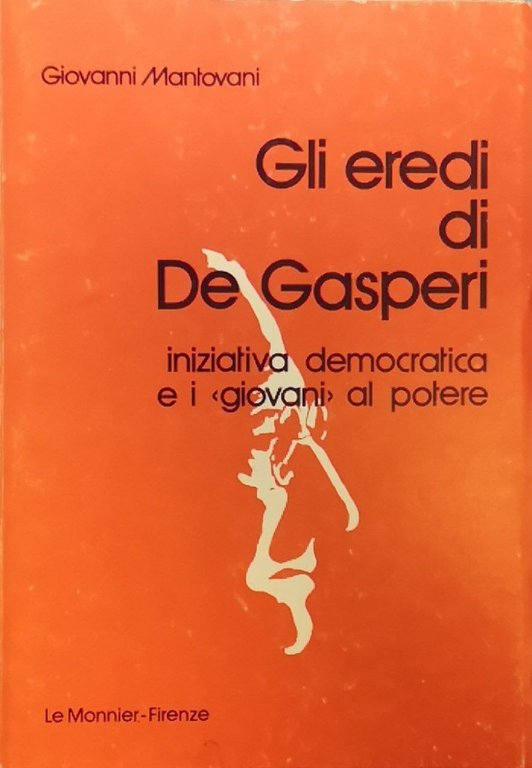 Giovanni Mantovani
Gli eredi
di
De Gasperi
iniziativa democratica
e i ‹giovani› al potere
Le Monnier-Firenze